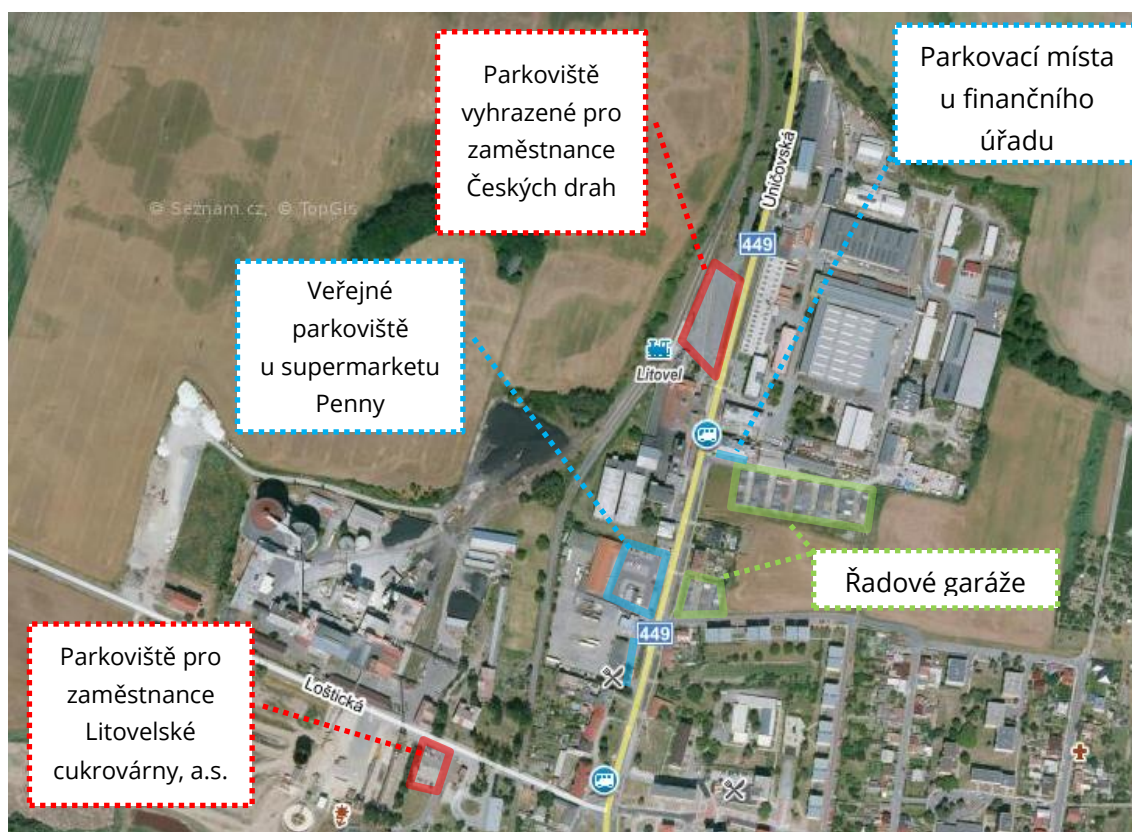 Parkoviště
vyhrazené pro
zaměstnance
Českých drah
Parkovací místa
u finančního
úřadu
Uničovská
© Seznam.cz, © TopGis
449
Veřejné
parkoviště
u supermarketu
Penny
Litovel
Řadové garáže
449
Parkoviště pro
zaměstnance
Litovelské
cukrovárny, a.s.
Loštická